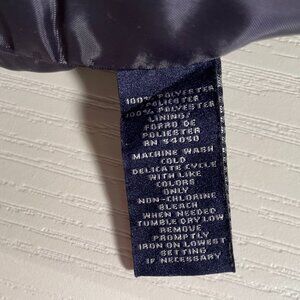 100% POLYESTER
POLIESTER
100% POLYESTER
LINING/
FORRO DE
POLIESTER
RN 54050
MACHINE WASH
COLD
DELICATE CYCLE
WITH LIKE
COLORS
ONLY
NON-CHLORINE
BLEACH
WHEN NEEDED
TUMBLE DRY LOW
REMOVE
PROMPTLY
IRON ON LOWEST
SETTING
IF NECESSARY